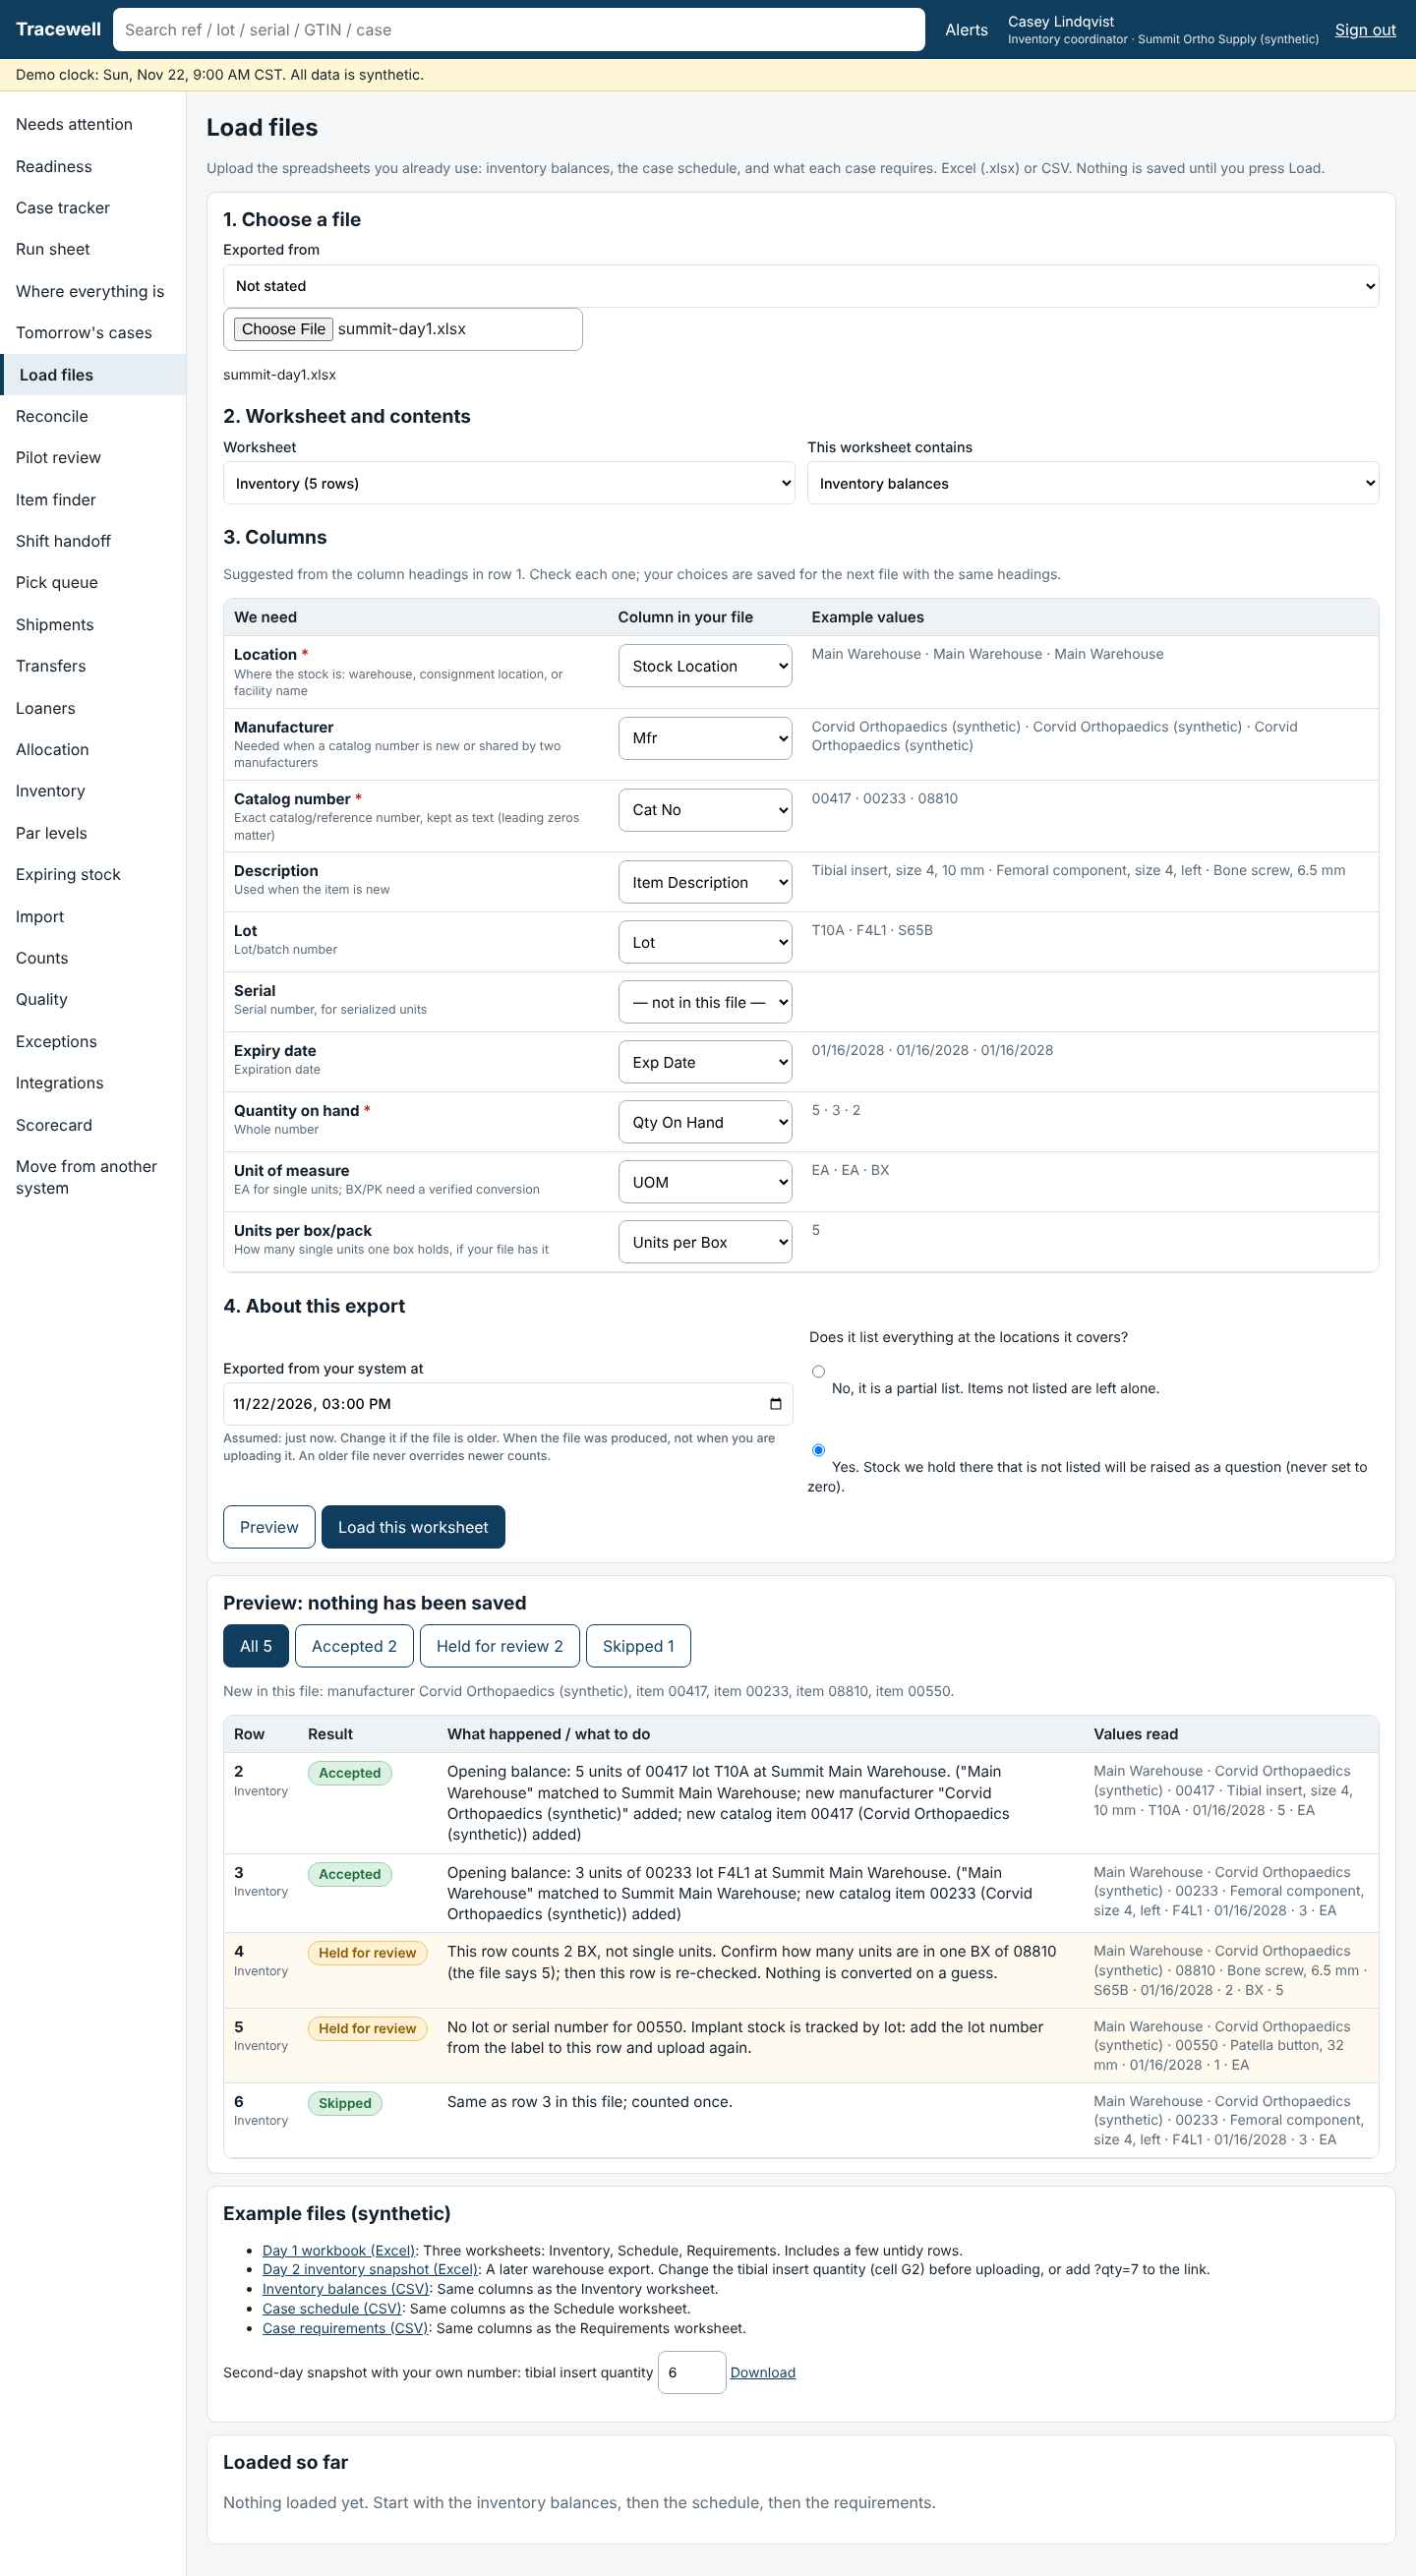 Tracewell
Search ref / lot / serial / GTIN / case
Alerts
Casey Lindqvist
Inventory coordinator · Summit Ortho Supply (synthetic)
Sign out
Demo clock: Sun, Nov 22, 9:00 AM CST. All data is synthetic.
Needs attention
Readiness
Case tracker
Run sheet
Where everything is
Tomorrow's cases
Load files
Reconcile
Pilot review
Item finder
Shift handoff
Pick queue
Shipments
Transfers
Loaners
Allocation
Inventory
Par levels
Expiring stock
Import
Counts
Quality
Exceptions
Integrations
Scorecard
Move from another
system
Load files
Upload the spreadsheets you already use: inventory balances, the case schedule, and what each case requires. Excel (.xlsx) or CSV. Nothing is saved until you press Load.
1. Choose a file
Exported from
Not stated
Choose File summit-day1.xlsx
summit-day1.xlsx
2. Worksheet and contents
Worksheet
Inventory (5 rows)
This worksheet contains
Inventory balances
3. Columns
Suggested from the column headings in row 1. Check each one; your choices are saved for the next file with the same headings.
We need
Column in your file
Example values
Location *
Where the stock is: warehouse, consignment location, or
facility name
Stock Location
Main Warehouse · Main Warehouse · Main Warehouse
Manufacturer
Needed when a catalog number is new or shared by two
manufacturers
Mfr
Corvid Orthopaedics (synthetic) · Corvid Orthopaedics (synthetic) · Corvid
Orthopaedics (synthetic)
Catalog number *
Exact catalog/reference number, kept as text (leading zeros
matter)
Cat No
00417 · 00233 · 08810
Description
Used when the item is new
Item Description
Tibial insert, size 4, 10 mm · Femoral component, size 4, left · Bone screw, 6.5 mm
Lot
Lot/batch number
Lot
T10A · F4L1 · S65B
Serial
Serial number, for serialized units
— not in this file —
Expiry date
Expiration date
Exp Date
01/16/2028 · 01/16/2028 · 01/16/2028
Quantity on hand *
Whole number
Qty On Hand
5 · 3 · 2
Unit of measure
EA for single units; BX/PK need a verified conversion
UOM
EA · EA · BX
Units per box/pack
How many single units one box holds, if your file has it
Units per Box
5
4. About this export
Exported from your system at
11/22/2026, 03:00 PM
Assumed: just now. Change it if the file is older. When the file was produced, not when you are
uploading it. An older file never overrides newer counts.
Does it list everything at the locations it covers?
No, it is a partial list. Items not listed are left alone.
Yes. Stock we hold there that is not listed will be raised as a question (never set to
zero).
Preview
Load this worksheet
Preview: nothing has been saved
All 5
Accepted 2
Held for review 2
Skipped 1
New in this file: manufacturer Corvid Orthopaedics (synthetic), item 00417, item 00233, item 08810, item 00550.
Row
Result
What happened / what to do
Values read
2
Inventory
Accepted
Opening balance: 5 units of 00417 lot T10A at Summit Main Warehouse. ("Main
Warehouse" matched to Summit Main Warehouse; new manufacturer "Corvid
Orthopaedics (synthetic)" added; new catalog item 00417 (Corvid Orthopaedics
(synthetic)) added)
Main Warehouse · Corvid Orthopaedics
(synthetic) · 00417 · Tibial insert, size 4,
10 mm · T10A · 01/16/2028 · 5 · EA
3
Inventory
Accepted
Opening balance: 3 units of 00233 lot F4L1 at Summit Main Warehouse. ("Main
Warehouse" matched to Summit Main Warehouse; new catalog item 00233 (Corvid
Orthopaedics (synthetic)) added)
Main Warehouse · Corvid Orthopaedics
(synthetic) · 00233 · Femoral component,
size 4, left · F4L1 · 01/16/2028 · 3 · EA
4
Inventory
Held for review
This row counts 2 BX, not single units. Confirm how many units are in one BX of 08810
(the file says 5); then this row is re-checked. Nothing is converted on a guess.
Main Warehouse · Corvid Orthopaedics
(synthetic) · 08810 · Bone screw, 6.5 mm ·
S65B · 01/16/2028 · 2 · BX · 5
5
Inventory
Held for review
No lot or serial number for 00550. Implant stock is tracked by lot: add the lot number
from the label to this row and upload again.
Main Warehouse · Corvid Orthopaedics
(synthetic) · 00550 · Patella button, 32
mm · 01/16/2028 · 1 · EA
6
Inventory
Skipped
Same as row 3 in this file; counted once.
Main Warehouse · Corvid Orthopaedics
(synthetic) · 00233 · Femoral component,
size 4, left · F4L1 · 01/16/2028 · 3 · EA
Example files (synthetic)
Day 1 workbook (Excel): Three worksheets: Inventory, Schedule, Requirements. Includes a few untidy rows.
Day 2 inventory snapshot (Excel): A later warehouse export. Change the tibial insert quantity (cell G2) before uploading, or add ?qty=7 to the link.
Inventory balances (CSV): Same columns as the Inventory worksheet.
Case schedule (CSV): Same columns as the Schedule worksheet.
Case requirements (CSV): Same columns as the Requirements worksheet.
Second-day snapshot with your own number: tibial insert quantity 6 Download
Loaded so far
Nothing loaded yet. Start with the inventory balances, then the schedule, then the requirements.